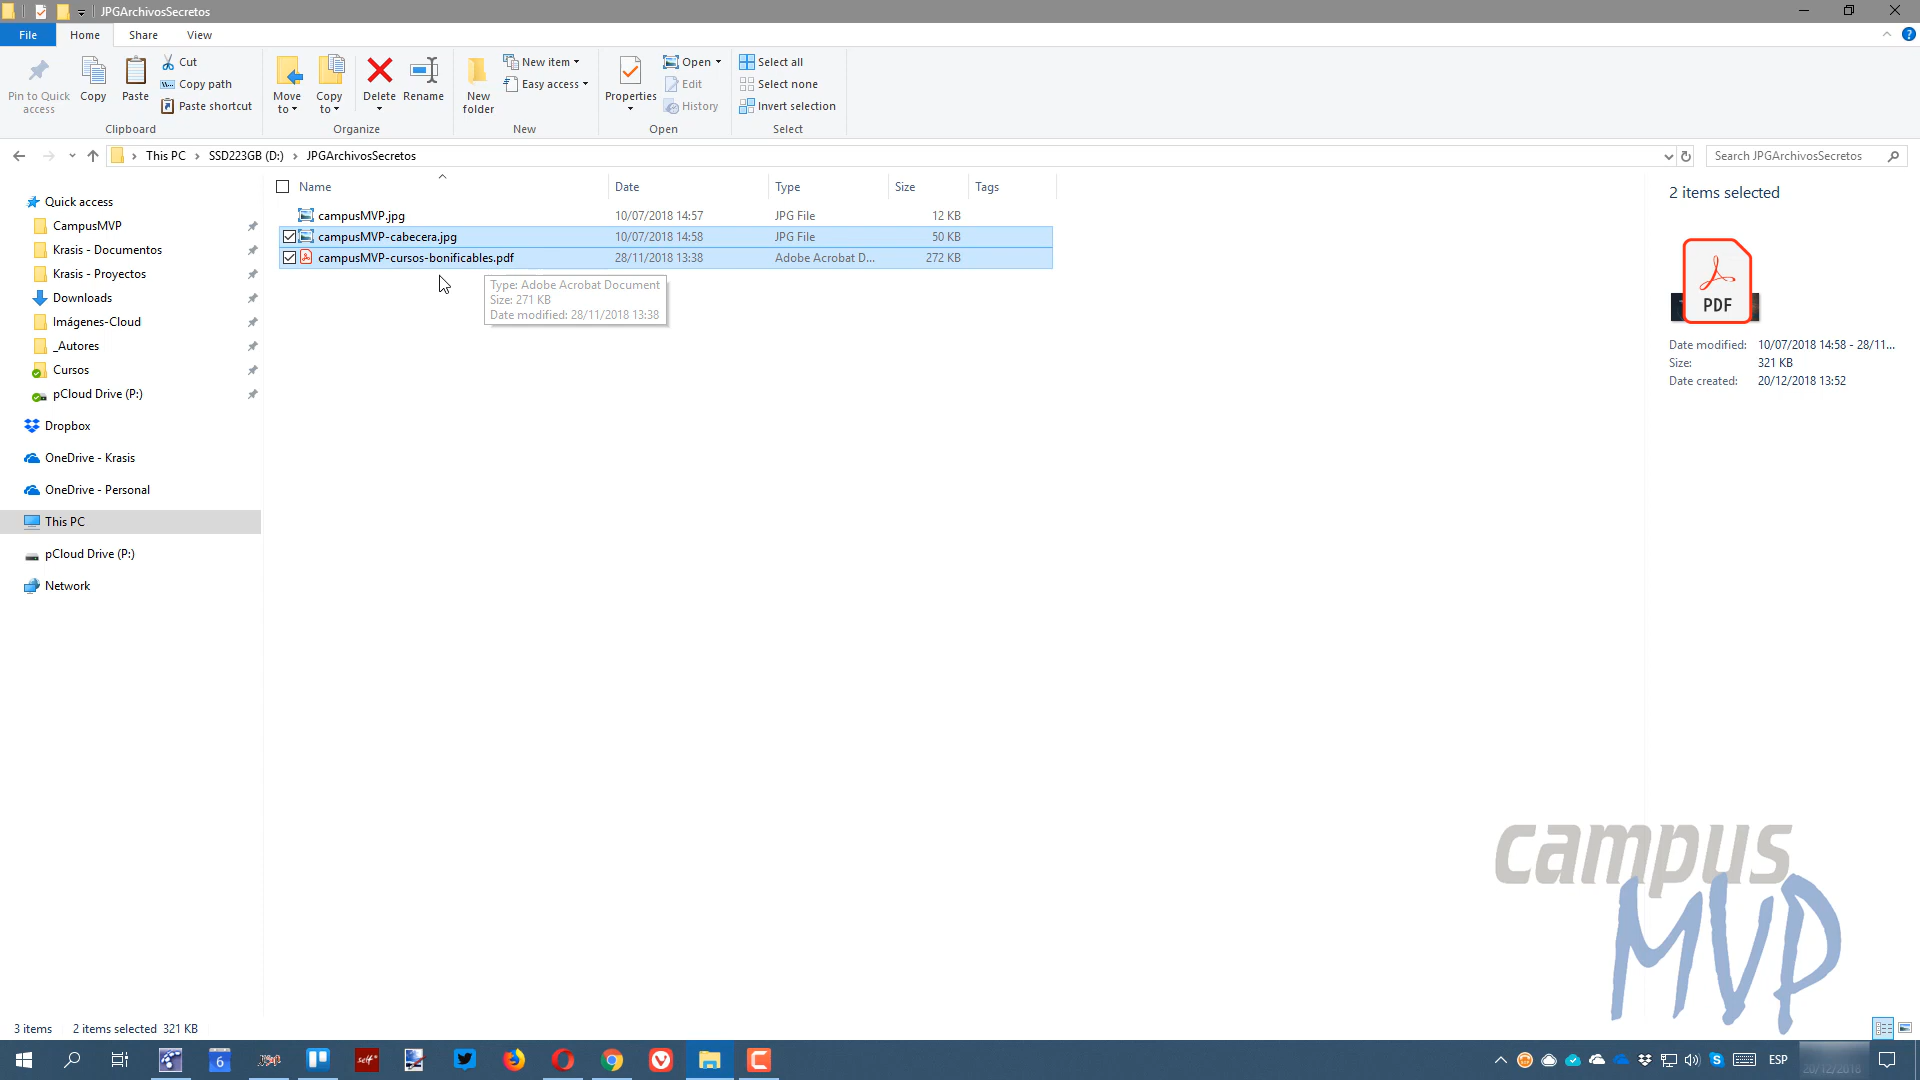 JPGArchivosSecretos
File Home Share View
Pin to Quick access
Copy
Paste
Cut
Copy path
Paste shortcut
Clipboard
Move to
Copy to
Delete
Rename
Organize
New folder
New item
Easy access
New
Properties
Open
Edit
History
Open
Select all
Select none
Invert selection
Select
This PC SSD223GB (D:) JPGArchivosSecretos
Search JPGArchivosSecretos
Quick access
CampusMVP
Krasis - Documentos
Krasis - Proyectos
Downloads
Imágenes-Cloud
_Autores
Cursos
pCloud Drive (P:)
Dropbox
OneDrive - Krasis
OneDrive - Personal
This PC
pCloud Drive (P:)
Network
Name Date Type Size Tags
campusMVP.jpg 10/07/2018 14:57 JPG File 12 KB
campusMVP-cabecera.jpg 10/07/2018 14:58 JPG File 50 KB
campusMVP-cursos-bonificables.pdf 28/11/2018 13:38 Adobe Acrobat D... 272 KB
Type: Adobe Acrobat Document
Size: 271 KB
Date modified: 28/11/2018 13:38
2 items selected
PDF
Date modified: 10/07/2018 14:58 - 28/11...
Size: 321 KB
Date created: 20/12/2018 13:52
campus
MVP
3 items 2 items selected 321 KB
6
self*
ESP
20/12/2018